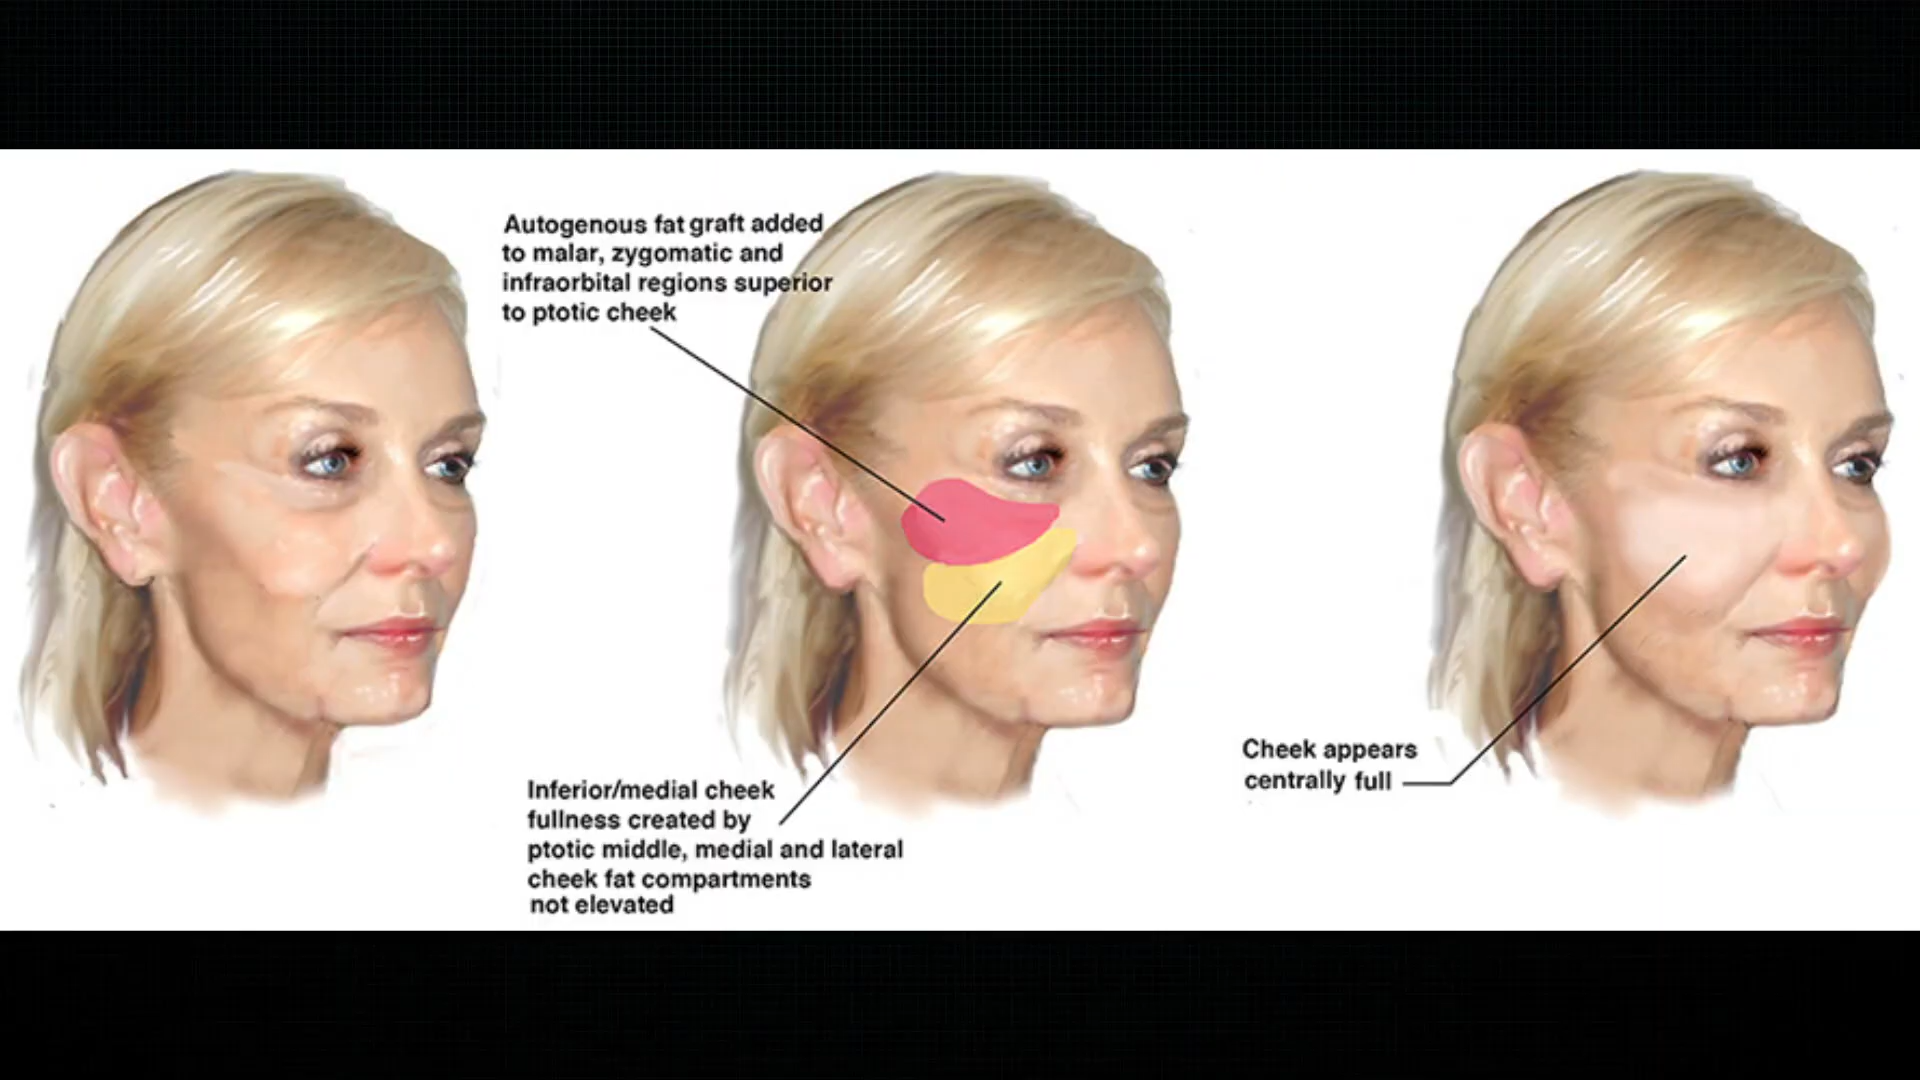 Autogenous fat graft added
to malar, zygomatic and
infraorbital regions superior
to ptotic cheek
Inferior/medial cheek
fullness created by
ptotic middle, medial and lateral
cheek fat compartments
not elevated
Cheek appears
centrally full